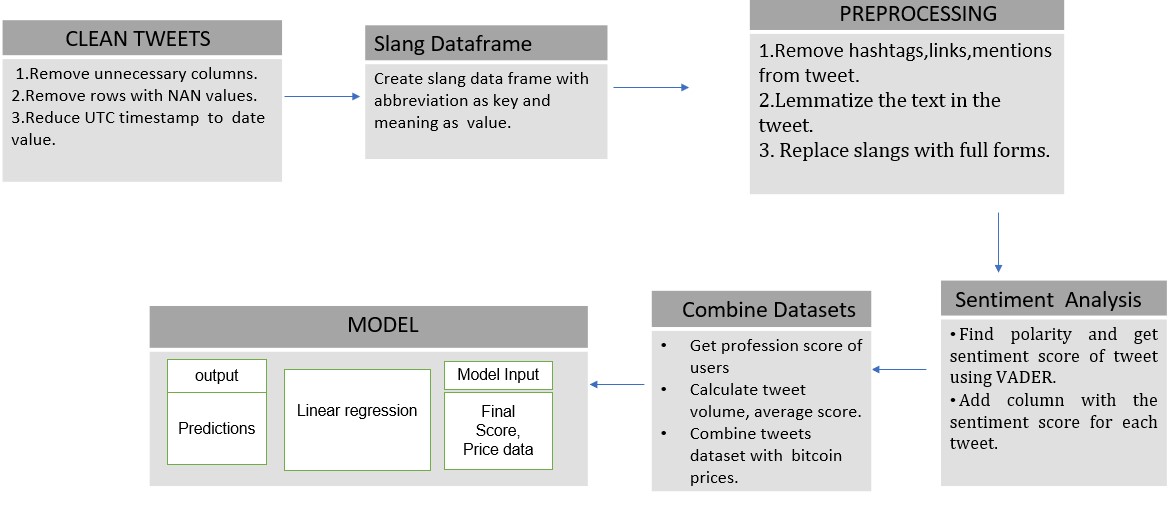 CLEAN TWEETS
1.Remove unnecessary columns.
2.Remove rows with NAN values.
3.Reduce UTC timestamp to date
value.
Slang Dataframe
Create slang data frame with
abbreviation as key and
meaning as value.
PREPROCESSING
1.Remove hashtags,links,mentions
from tweet.
2.Lemmatize the text in the
tweet.
3. Replace slangs with full forms.
Sentiment Analysis
•Find polarity and get
sentiment score of tweet
using VADER.
•Add column with the
sentiment score for each
tweet.
Combine Datasets
• Get profession score of
users
• Calculate tweet
volume, average score.
• Combine tweets
dataset with bitcoin
prices.
MODEL
output
Predictions
Linear regression
Model Input
Final
Score,
Price data